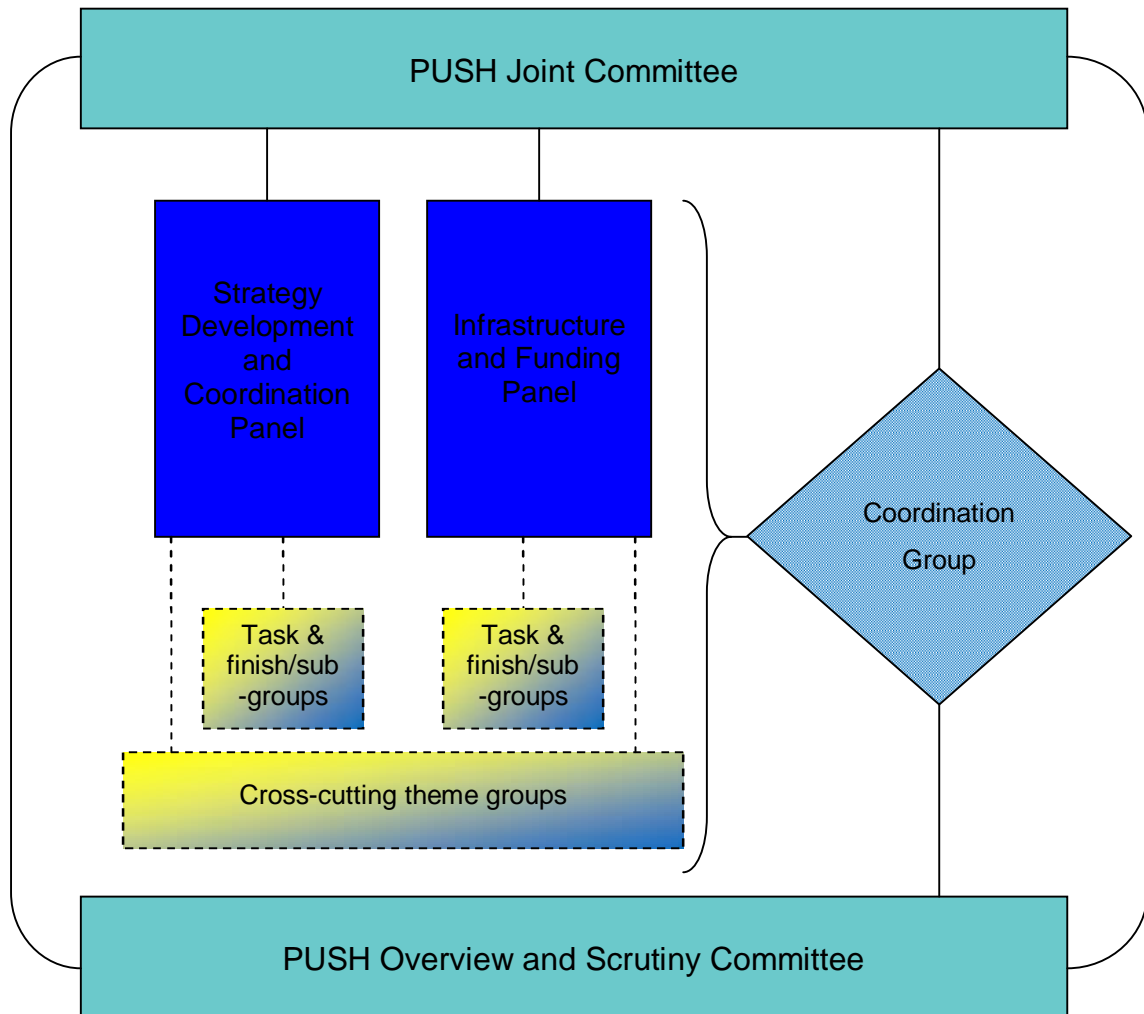 PUSH Joint Committee
Strategy
Development
and
Coordination
Panel
Infrastructure
and Funding
Panel
Coordination
Group
Task &
finish/sub
-groups
Task &
finish/sub
-groups
Cross-cutting theme groups
PUSH Overview and Scrutiny Committee